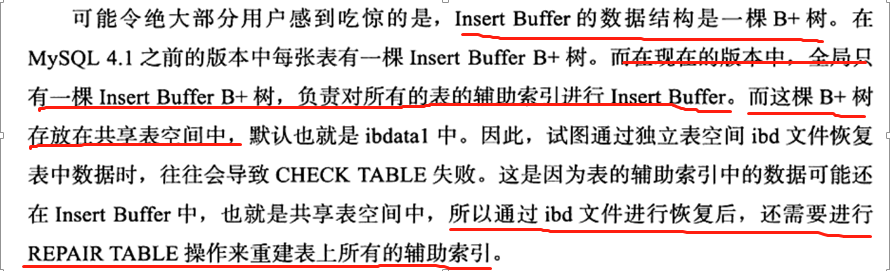 可能令绝大部分用户感到吃惊的是，Insert Buffer 的数据结构是一棵 B+ 树。在
MySQL 4.1 之前的版本中每张表有一棵 Insert Buffer B+ 树。而在现在的版本中，全局只
有一棵 Insert Buffer B+ 树，负责对所有的表的辅助索引进行 Insert Buffer。而这棵 B+ 树
存放在共享表空间中，默认也就是 ibdata1 中。因此，试图通过独立表空间 ibd 文件恢复
表中数据时，往往会导致 CHECK TABLE 失败。这是因为表的辅助索引中的数据可能还
在 Insert Buffer 中，也就是共享表空间中，所以通过 ibd 文件进行恢复后，还需要进行
REPAIR TABLE 操作来重建表上所有的辅助索引。